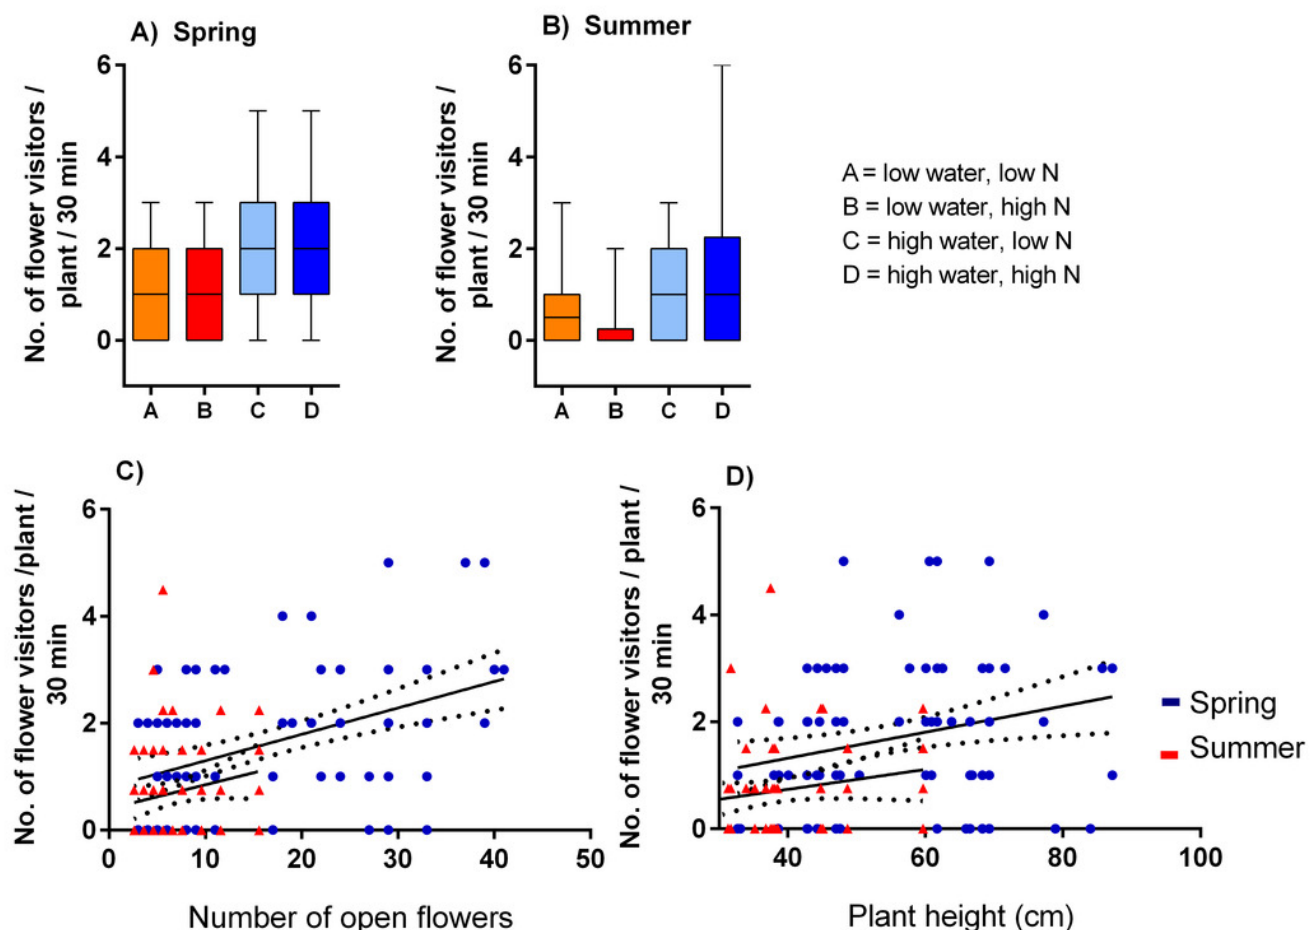 A) Spring
No. of flower visitors /
plant / 30 min
6
4
2
0
A B C D
B) Summer
No. of flower visitors /
plant / 30 min
6
4
2
0
A B C D
A = low water, low N
B = low water, high N
C = high water, low N
D = high water, high N
C)
No. of flower visitors /plant /
30 min
6
4
2
0
0 10 20 30 40 50
Number of open flowers
D)
No. of flower visitors / plant /
30 min
6
4
2
0
40 60 80 100
Plant height (cm)
Spring
Summer